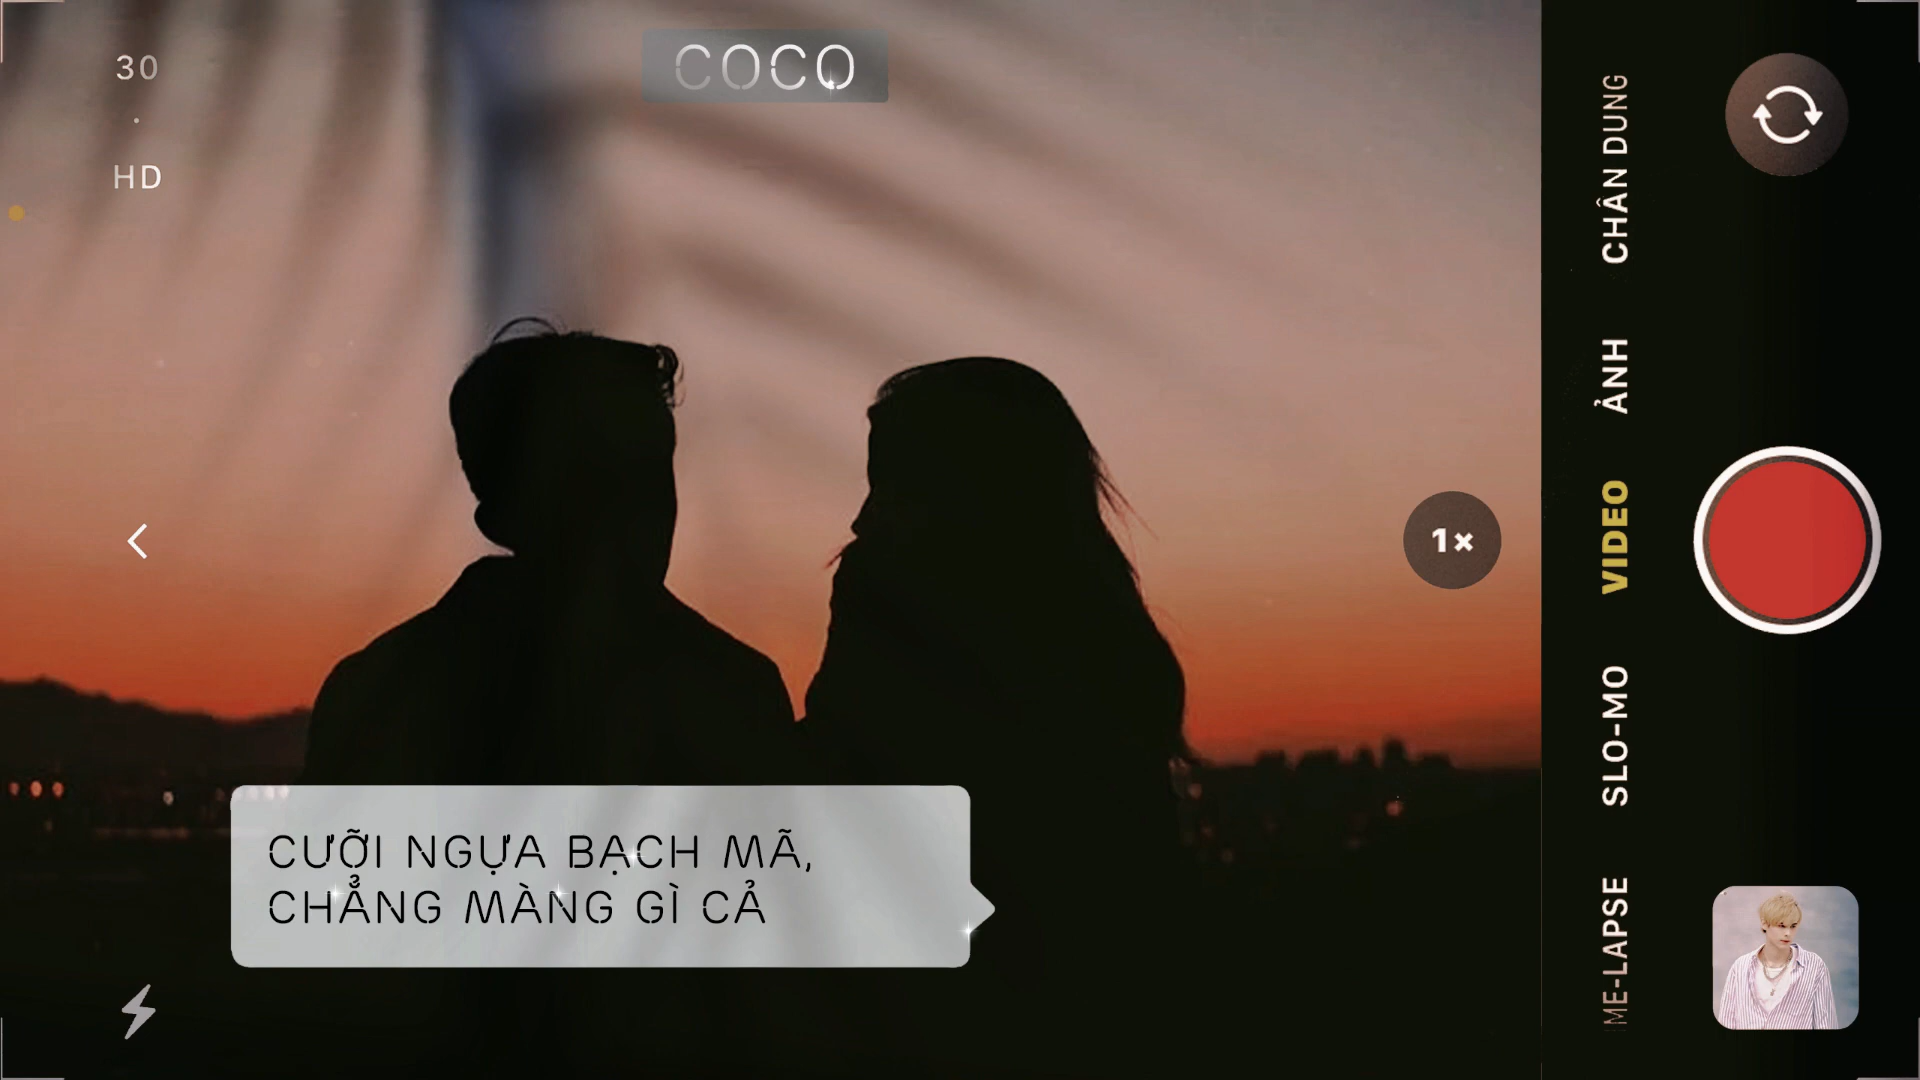 30
·
HD
COCO
CƯỠI NGỰA BẠCH MÃ,
CHẲNG MÀNG GÌ CẢ
1×
CHÂN DUNG
ẢNH
VIDEO
SLO-MO
ME-LAPSE